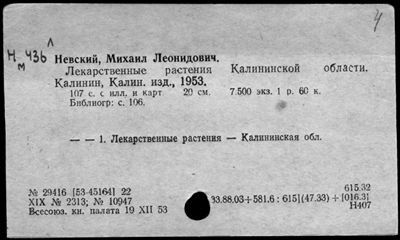 4
Л
Н 436
м
Невский, Михаил Леонидович.
Лекарственные растения Калининской области.
Калинин, Калин. изд., 1953.
107 с. с илл. и карт 20 см. 7.500 экз. 1 р. 60 к.
Библиогр: с. 106.
— — 1. Лекарственные растения — Калининская обл.
№ 29416 [53-45164] 22
615.32
XIX № 2313; № 10947
33.88.03+581.6 : 615](47.33) + [016.3]
Всесоюз. кн. палата 19 XII 53
Н407